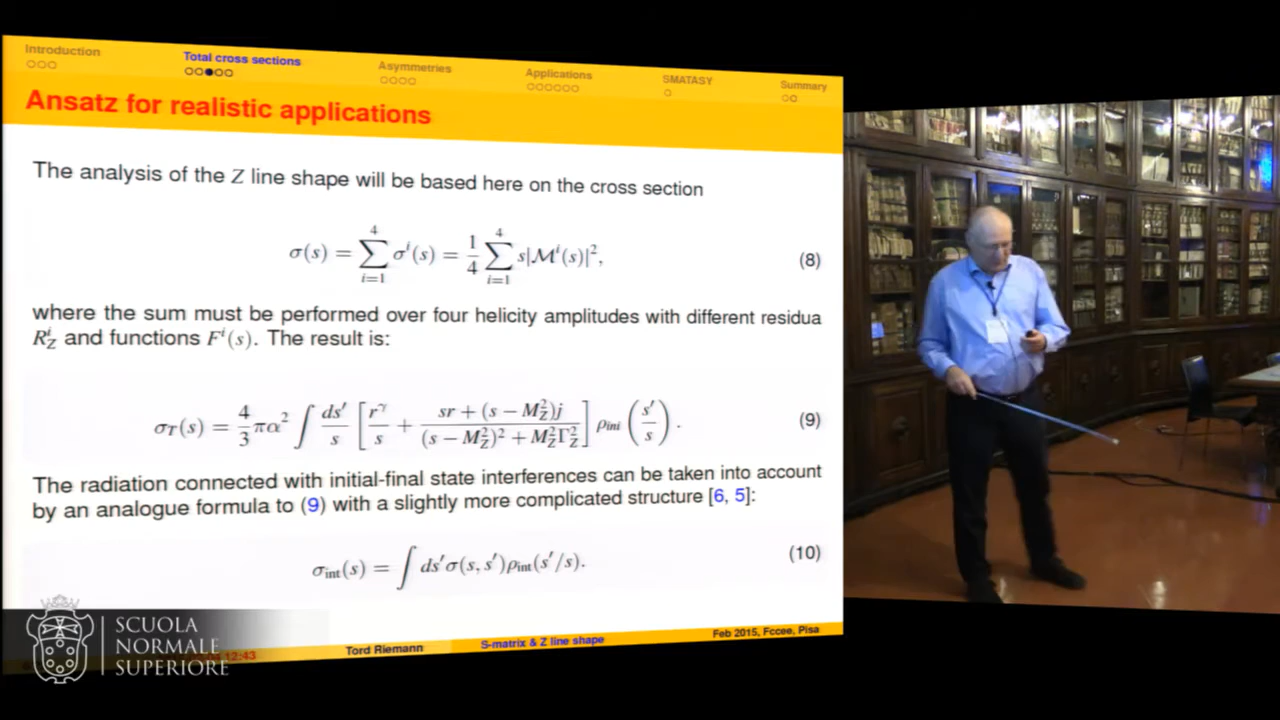 Introduction
Total cross sections
Asymmetries
Applications
SMATASY
Summary
Ansatz for realistic applications
The analysis of the Z line shape will be based here on the cross section
σ(s) = ∑_{i=1}^{4} σ^i(s) = 1/4 ∑_{i=1}^{4} s|ℳ^i(s)|², (8)
where the sum must be performed over four helicity amplitudes with different residua
R_Z^i and functions F^i(s). The result is:
σ_T(s) = 4/3 πα² ∫ ds'/s [ r^γ/s + (sr + (s − M_Z²)j)/((s − M_Z²)² + M_Z²Γ_Z²) ] ρ_ini (s'/s). (9)
The radiation connected with initial-final state interferences can be taken into account
by an analogue formula to (9) with a slightly more complicated structure [6, 5]:
σ_int(s) = ∫ ds'σ(s, s')ρ_int(s'/s). (10)
SCUOLA
NORMALE
SUPERIORE
12:43
Tord Riemann
S-matrix & Z line shape
Feb 2015, Fccee, Pisa